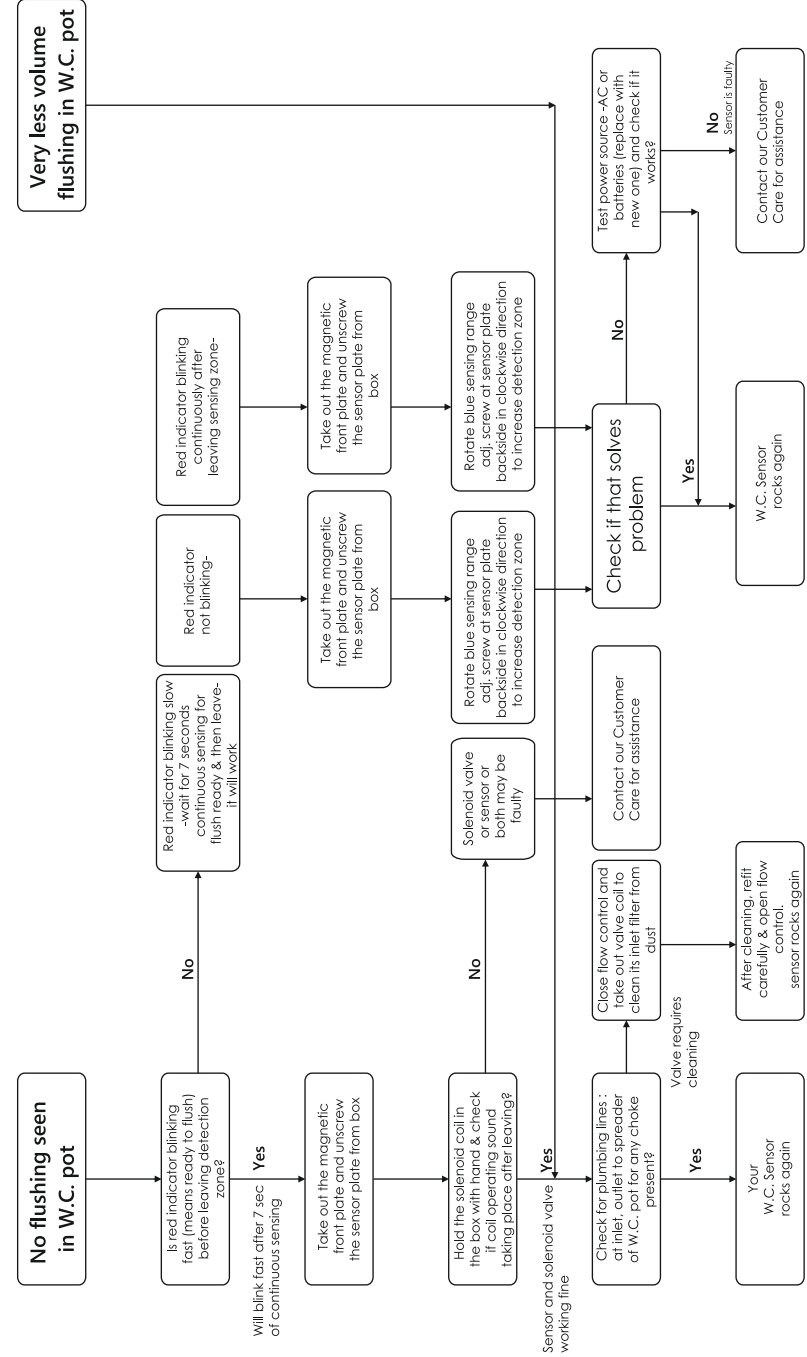 No flushing seen
in W.C. pot
Very less volume
flushing in W.C. pot
Is red indicator blinking
fast (means ready to flush)
before leaving detection
zone?
No
Red indicator blinking slow
-wait for 7 seconds
continuous sensing for
flush ready & then leave-
it will work
Red indicator
not blinking-
Red indicator blinking
continuously after
leaving sensing zone-
Yes
Will blink fast after 7 sec
of continuous sensing
Take out the magnetic
front plate and unscrew
the sensor plate from box
Take out the magnetic
front plate and unscrew
the sensor plate from
box
Take out the magnetic
front plate and unscrew
the sensor plate from
box
Hold the solenoid coil in
the box with hand & check
if coil operating sound
taking place after leaving?
No
Solenoid valve
or sensor or
both may be
faulty
Rotate blue sensing range
adj. screw at sensor plate
backside in clockwise direction
to increase detection zone
Rotate blue sensing range
adj. screw at sensor plate
backside in clockwise direction
to increase detection zone
Yes
Sensor and solenoid valve
working fine
Check for plumbing lines :
at inlet, outlet to spreader
of W.C. pot for any choke
present?
Valve requires
cleaning
Close flow control and
take out valve coil to
clean its inlet filter from
dust
Contact our Customer
Care for assistance
Check if that solves
problem
No
Test power source -AC or
batteries (replace with
new one) and check if it
works?
Yes
Yes
No
Sensor is faulty
Your
W.C. Sensor
rocks again
After cleaning, refit
carefully & open flow
control.
sensor rocks again
W.C. Sensor
rocks again
Contact our Customer
Care for assistance